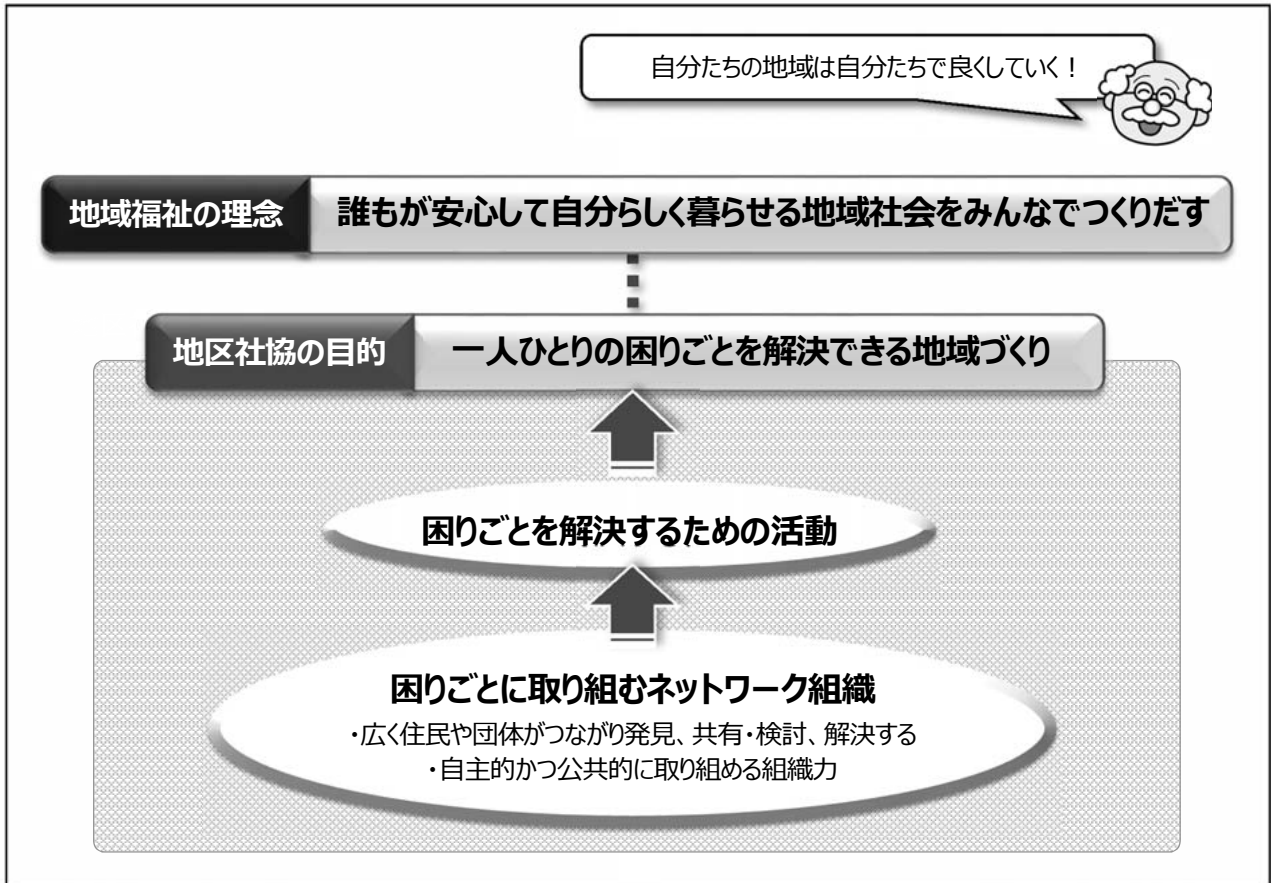 自分たちの地域は自分たちで良くしていく！
地域福祉の理念 誰もが安心して自分らしく暮らせる地域社会をみんなでつくりだす
地区社協の目的 一人ひとりの困りごとを解決できる地域づくり
困りごとを解決するための活動
困りごとに取り組むネットワーク組織
・広く住民や団体がつながり発見、共有・検討、解決する
・自主的かつ公共的に取り組める組織力